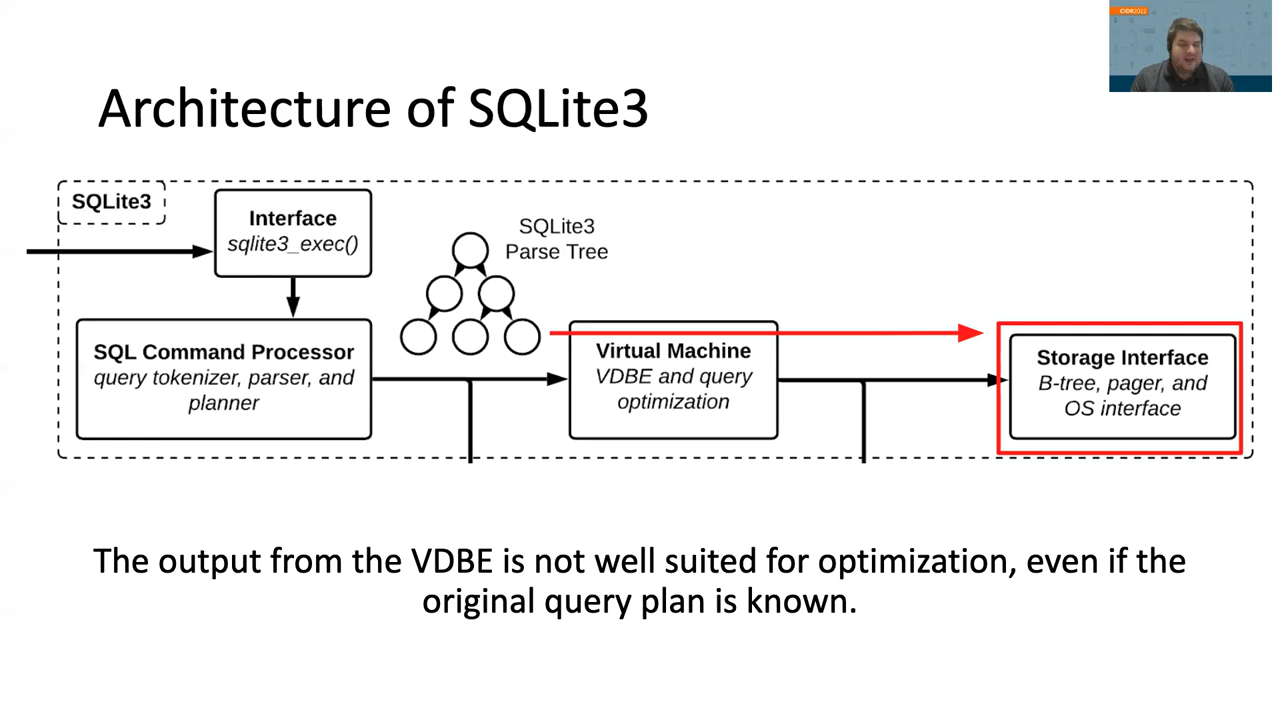 CIDR2022
Architecture of SQLite3
SQLite3
Interface
sqlite3_exec()
SQLite3
Parse Tree
SQL Command Processor
query tokenizer, parser, and
planner
Virtual Machine
VDBE and query
optimization
Storage Interface
B-tree, pager, and
OS interface
The output from the VDBE is not well suited for optimization, even if the
original query plan is known.